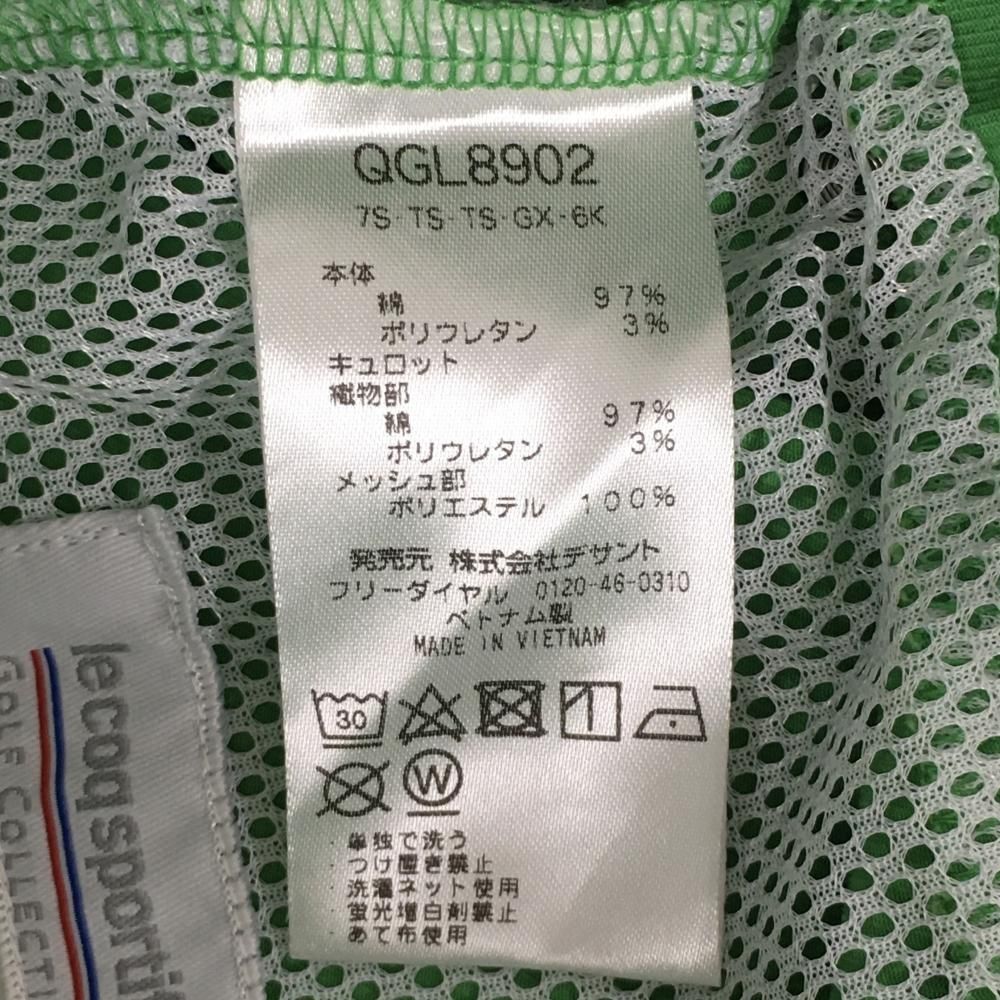 QGL8902
7S-TS-TS-GX-6K
本体
綿 97%
ポリウレタン 3%
キュロット
織物部
綿 97%
ポリウレタン 3%
メッシュ部
ポリエステル 100%
発売元 株式会社デサント
フリーダイヤル 0120-46-0310
ベトナム製
MADE IN VIETNAM
30
W
・単独で洗う
・つけ置き禁止
・洗濯ネット使用
・蛍光増白剤禁止
・あて布使用
le coq sporti
GOLF COLLECTI